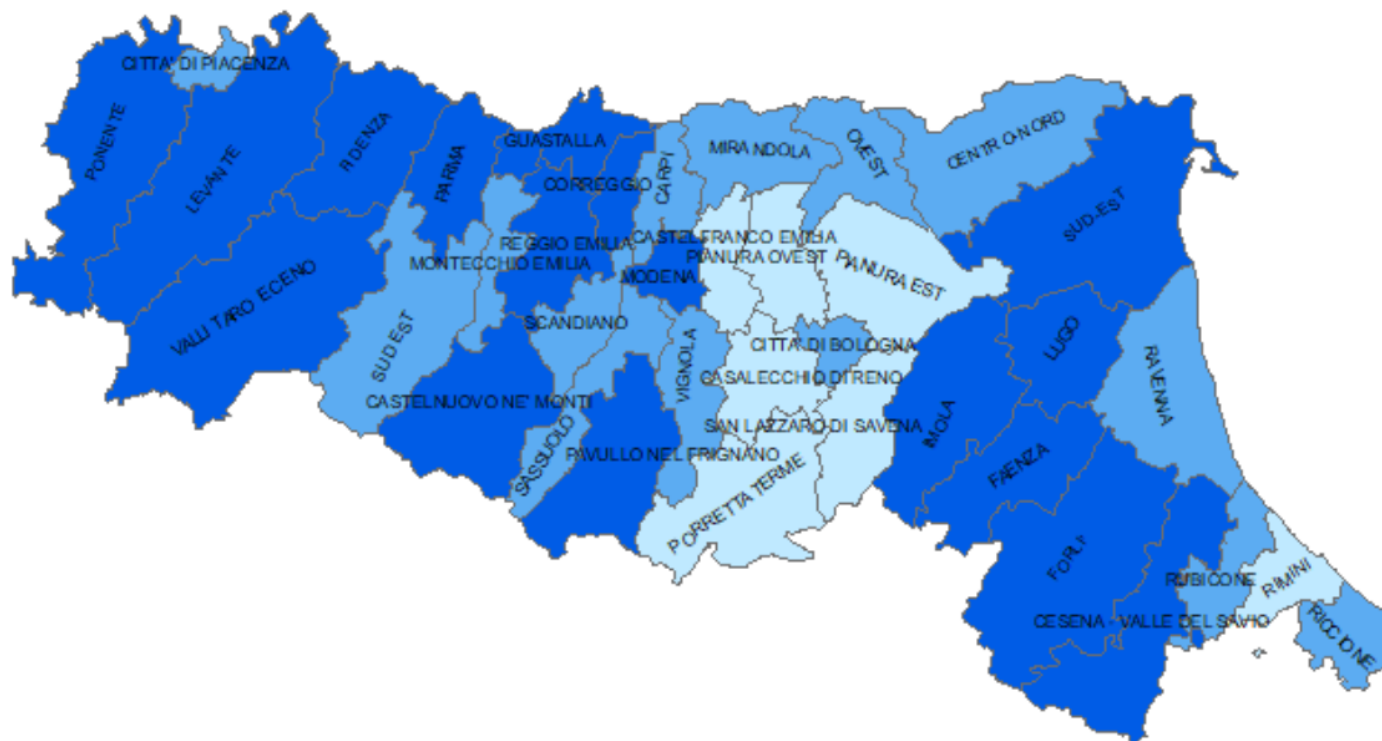 CITTA' DI PIACENZA
PONENTE
LEVANTE
FIDENZA
PARMA
GUASTALLA
CORREGGIO
CARPI
MIRANDOLA
OVEST
CENTRO-NORD
SUD-EST
VALLI TARO E CENO
SUD EST
MONTECCHIO EMILIA
REGGIO EMILIA
CASTELFRANCO EMILIA
MODENA
PIANURA OVEST
PIANURA EST
SCANDIANO
VIGNOLA
CITTA' DI BOLOGNA
CASALECCHIO DI RENO
LUGO
RAVENNA
CASTELNUOVO NE' MONTI
SASSUOLO
PAVULLO NEL FRIGNANO
SAN LAZZARO DI SAVENA
IMOLA
FAENZA
PORRETTA TERME
FORLI'
RUBICONE
RIMINI
CESENA - VALLE DEL SAVIO
RICCIONE